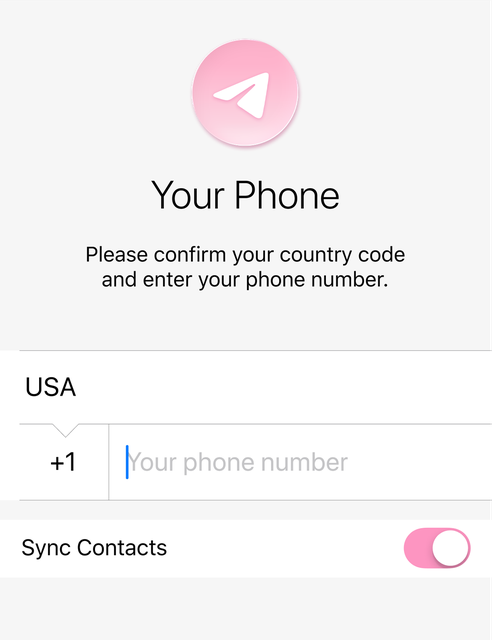 Your Phone
Please confirm your country code
and enter your phone number.
USA
+1
Your phone number
Sync Contacts